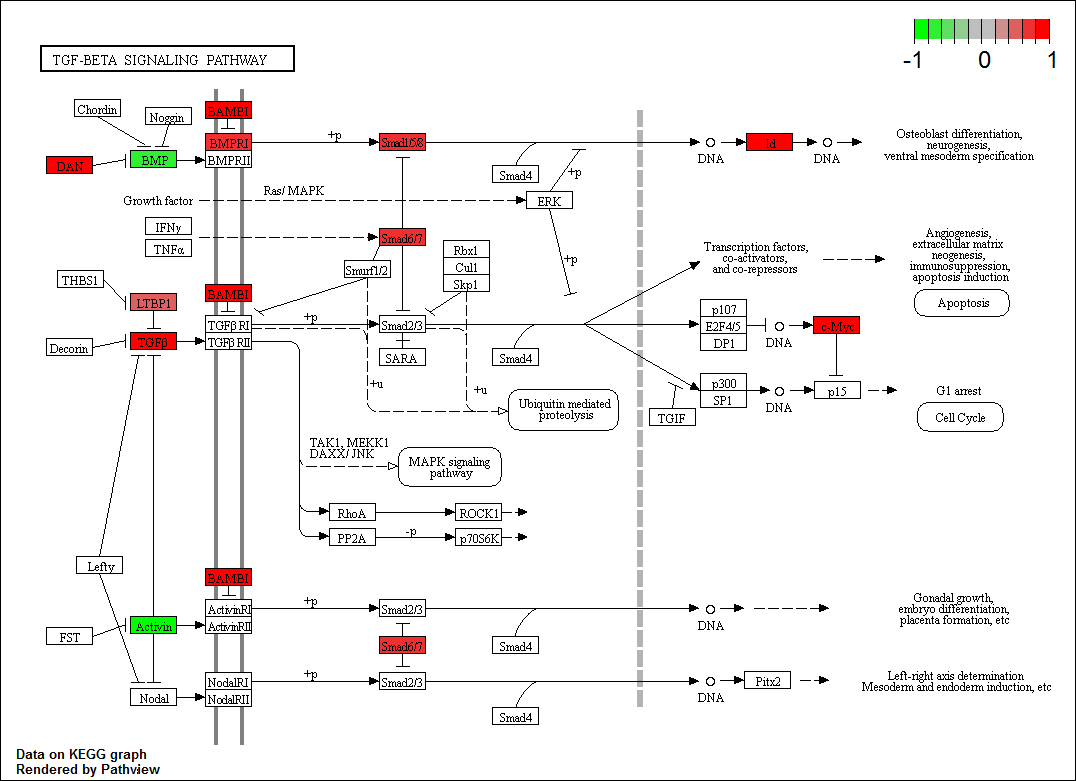 TGF-BETA SIGNALING PATHWAY
-1 0 1
Chordin
Noggin
BAMBI
DAN
BMP
BMPRI
BMPRII
+p
Smad1/5/8
Smad4
DNA
Id
DNA
Osteoblast differentiation,
neurogenesis,
ventral mesoderm specification
Growth factor
Ras/ MAPK
ERK
+p
+p
IFNγ
TNFα
Smad6/7
Smurf1/2
Rbx1
Cul1
Skp1
Transcription factors,
co-activators,
and co-repressors
Angiogenesis,
extracellular matrix
neogenesis,
immunosuppression,
apoptosis induction
Apoptosis
THBS1
LTBP1
BAMBI
Decorin
TGFβ
TGFβ RI
TGFβ RII
+p
Smad2/3
SARA
Smad4
p107
E2F4/5
DP1
DNA
c-Myc
p300
SP1
DNA
p15
TGIF
G1 arrest
Cell Cycle
+u
+u
Ubiquitin mediated
proteolysis
TAK1, MEKK1
DAXX/ JNK
MAPK signaling
pathway
RhoA
ROCK1
PP2A
-p
p70S6K
Lefty
BAMBI
FST
Activin
ActivinRI
ActivinRII
+p
Smad2/3
Smad4
DNA
Gonadal growth,
embryo differentiation,
placenta formation, etc
Smad6/7
Nodal
NodalRI
NodalRII
+p
Smad2/3
Smad4
DNA
Pitx2
Left-right axis determination
Mesoderm and endoderm induction, etc
Data on KEGG graph
Rendered by Pathview